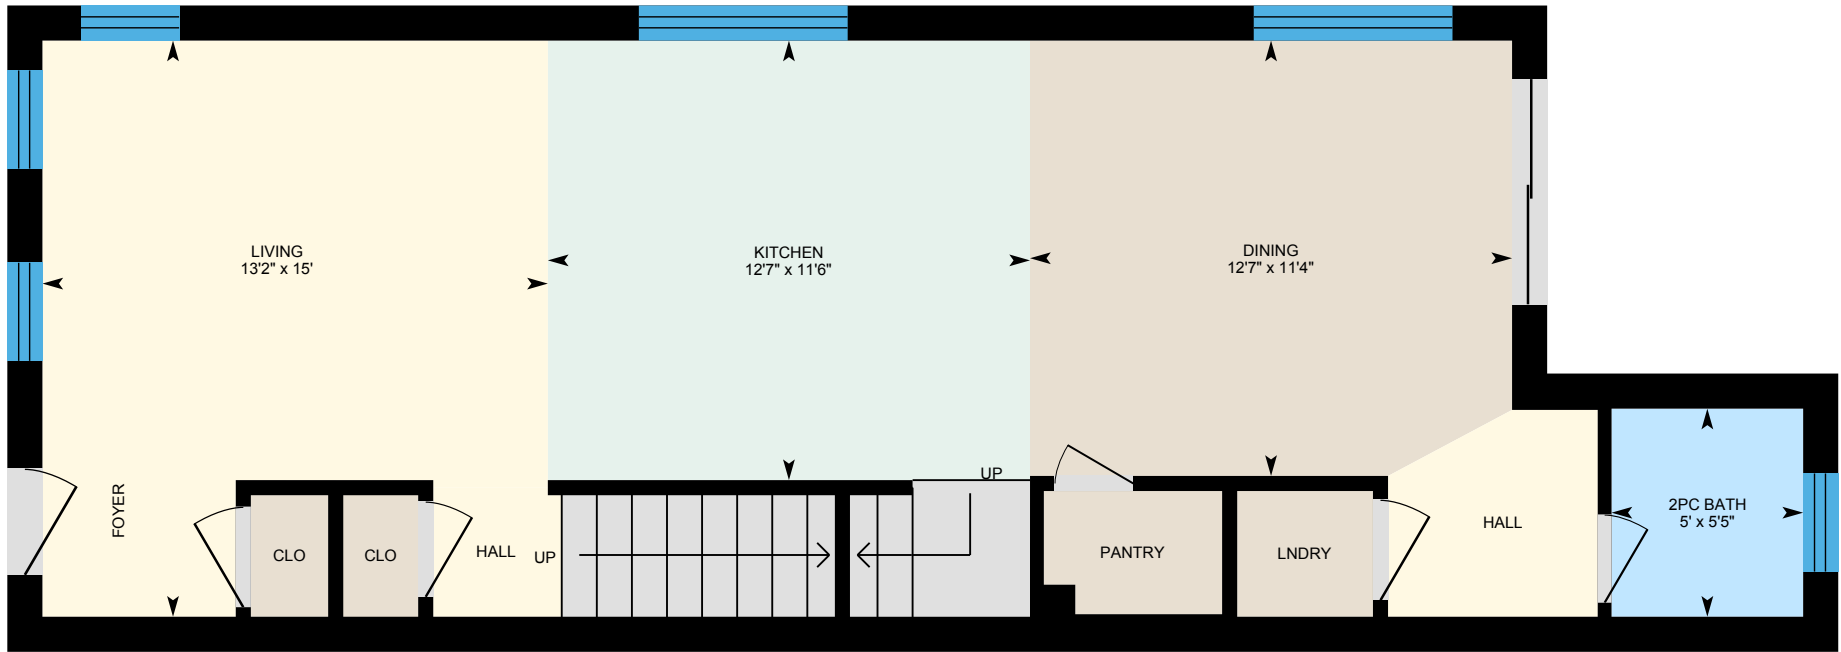 LIVING
13'2" x 15'
KITCHEN
12'7" x 11'6"
DINING
12'7" x 11'4"
UP
FOYER
2PC BATH
5' x 5'5"
HALL
HALL
UP
CLO
CLO
PANTRY
LNDRY